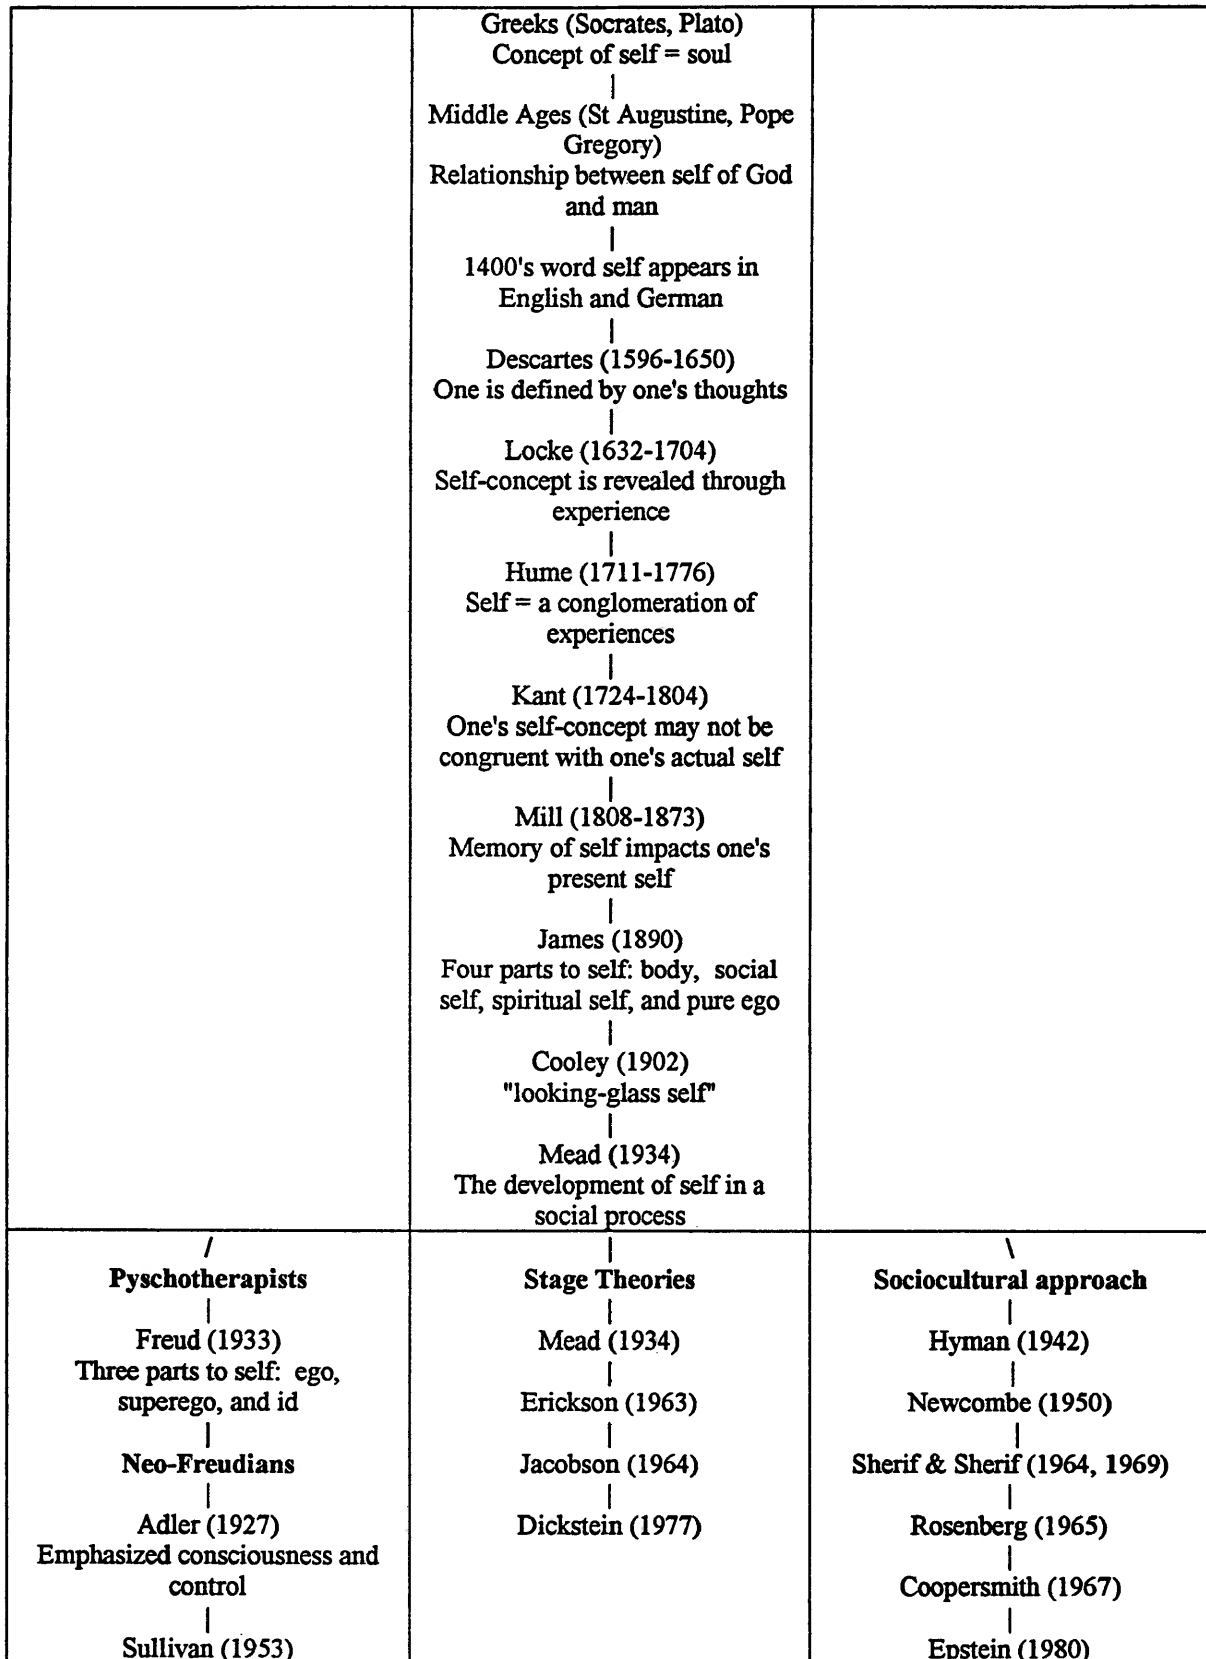 Greeks (Socrates, Plato)
Concept of self = soul
Middle Ages (St Augustine, Pope
Gregory)
Relationship between self of God
and man
1400's word self appears in
English and German
Descartes (1596-1650)
One is defined by one's thoughts
Locke (1632-1704)
Self-concept is revealed through
experience
Hume (1711-1776)
Self = a conglomeration of
experiences
Kant (1724-1804)
One's self-concept may not be
congruent with one's actual self
Mill (1808-1873)
Memory of self impacts one's
present self
James (1890)
Four parts to self: body, social
self, spiritual self, and pure ego
Cooley (1902)
"looking-glass self"
Mead (1934)
The development of self in a
social process
Pyschotherapists
Freud (1933)
Three parts to self: ego,
superego, and id
Neo-Freudians
Adler (1927)
Emphasized consciousness and
control
Sullivan (1953)
Stage Theories
Mead (1934)
Erickson (1963)
Jacobson (1964)
Dickstein (1977)
Sociocultural approach
Hyman (1942)
Newcombe (1950)
Sherif & Sherif (1964, 1969)
Rosenberg (1965)
Coopersmith (1967)
Epstein (1980)